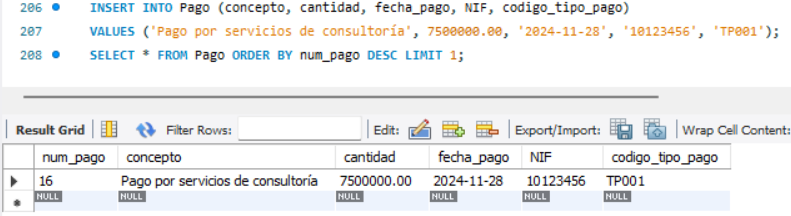 206 INSERT INTO Pago (concepto, cantidad, fecha_pago, NIF, codigo_tipo_pago)
207 VALUES ('Pago por servicios de consultoría', 7500000.00, '2024-11-28', '10123456', 'TP001');
208 SELECT * FROM Pago ORDER BY num_pago DESC LIMIT 1;
Result Grid Filter Rows: Edit: Export/Import: Wrap Cell Content:
num_pago concepto cantidad fecha_pago NIF codigo_tipo_pago
16 Pago por servicios de consultoría 7500000.00 2024-11-28 10123456 TP001
NULL NULL NULL NULL NULL NULL